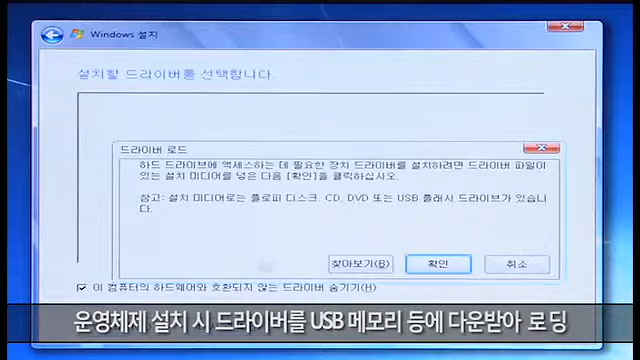 Windows 설치
설치할 드라이버를 선택합니다.
드라이버 로드
하드 드라이브에 액세스하는 데 필요한 장치 드라이버를 설치하려면 드라이버 파일이
있는 설치 미디어를 넣은 다음 [확인]을 클릭하십시오.
참고: 설치 미디어로는 플로피 디스크, CD, DVD 또는 USB 플래시 드라이브가 있습니
다.
찾아보기(B) 확인 취소
이 컴퓨터의 하드웨어와 호환되지 않는 드라이버 숨기기(H)
운영체제 설치 시 드라이버를 USB 메모리 등에 다운받아 로딩